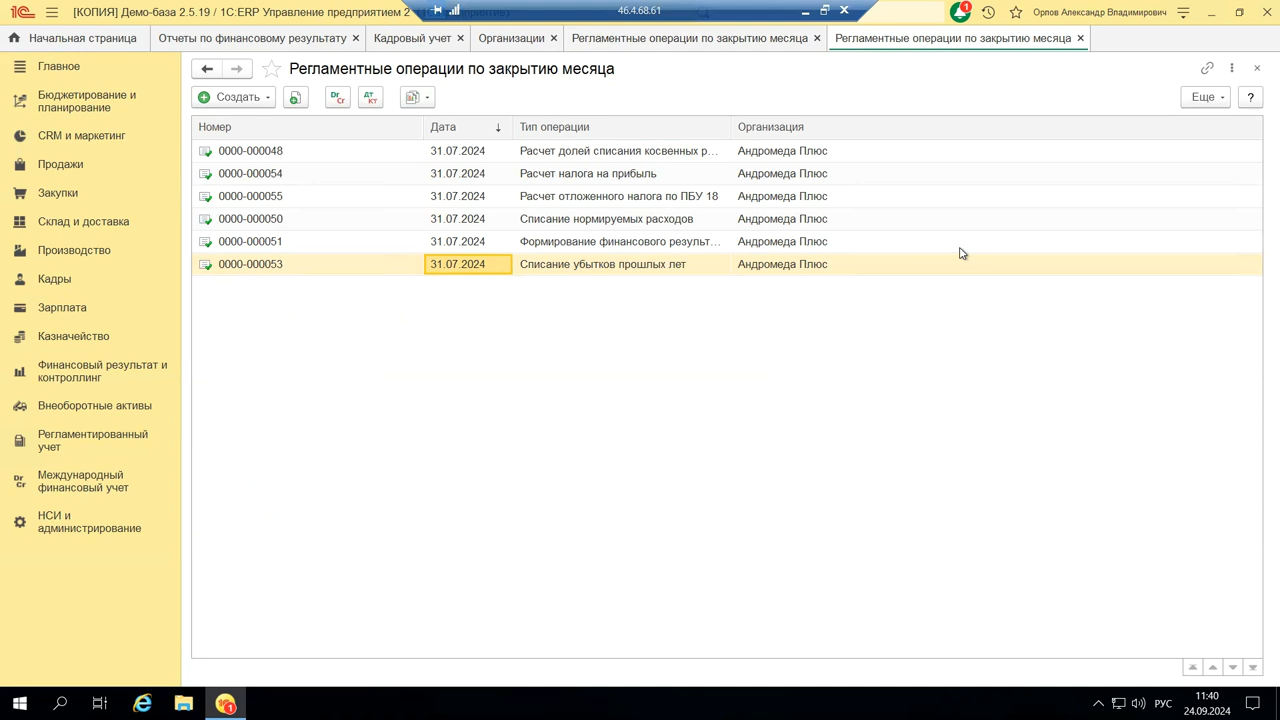 [КОПИЯ] Демо-база 2.5.19 / 1С:ERP Управление предприятием 2
46.4.68.61
1
Орлов Александр Владимирович
Начальная страница
Отчеты по финансовому результату ×
Кадровый учет ×
Организации ×
Регламентные операции по закрытию месяца ×
Регламентные операции по закрытию месяца ×
Главное
Бюджетирование и
планирование
CRM и маркетинг
Продажи
Закупки
Склад и доставка
Производство
Кадры
Зарплата
Казначейство
Финансовый результат и
контроллинг
Внеоборотные активы
Регламентированный
учет
Международный
финансовый учет
НСИ и
администрирование
Регламентные операции по закрытию месяца
Создать
Dr Cr
Дт Кт
Еще
?
Номер Дата ↓ Тип операции Организация
0000-000048 31.07.2024 Расчет долей списания косвенных р... Андромеда Плюс
0000-000054 31.07.2024 Расчет налога на прибыль Андромеда Плюс
0000-000055 31.07.2024 Расчет отложенного налога по ПБУ 18 Андромеда Плюс
0000-000050 31.07.2024 Списание нормируемых расходов Андромеда Плюс
0000-000051 31.07.2024 Формирование финансового результ... Андромеда Плюс
0000-000053 31.07.2024 Списание убытков прошлых лет Андромеда Плюс
РУС
11:40
24.09.2024